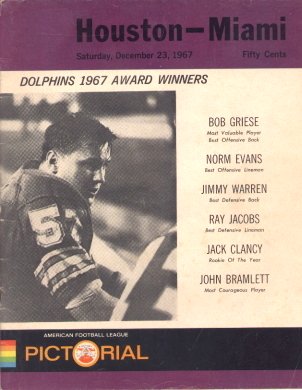 Houston—Miami
Saturday, December 23, 1967
Fifty Cents
DOLPHINS 1967 AWARD WINNERS
BOB GRIESE
Most Valuable Player
Best Offensive Back
NORM EVANS
Best Offensive Lineman
JIMMY WARREN
Best Defensive Back
RAY JACOBS
Best Defensive Lineman
JACK CLANCY
Rookie Of The Year
JOHN BRAMLETT
Most Courageous Player
AMERICAN FOOTBALL LEAGUE
PICTORIAL